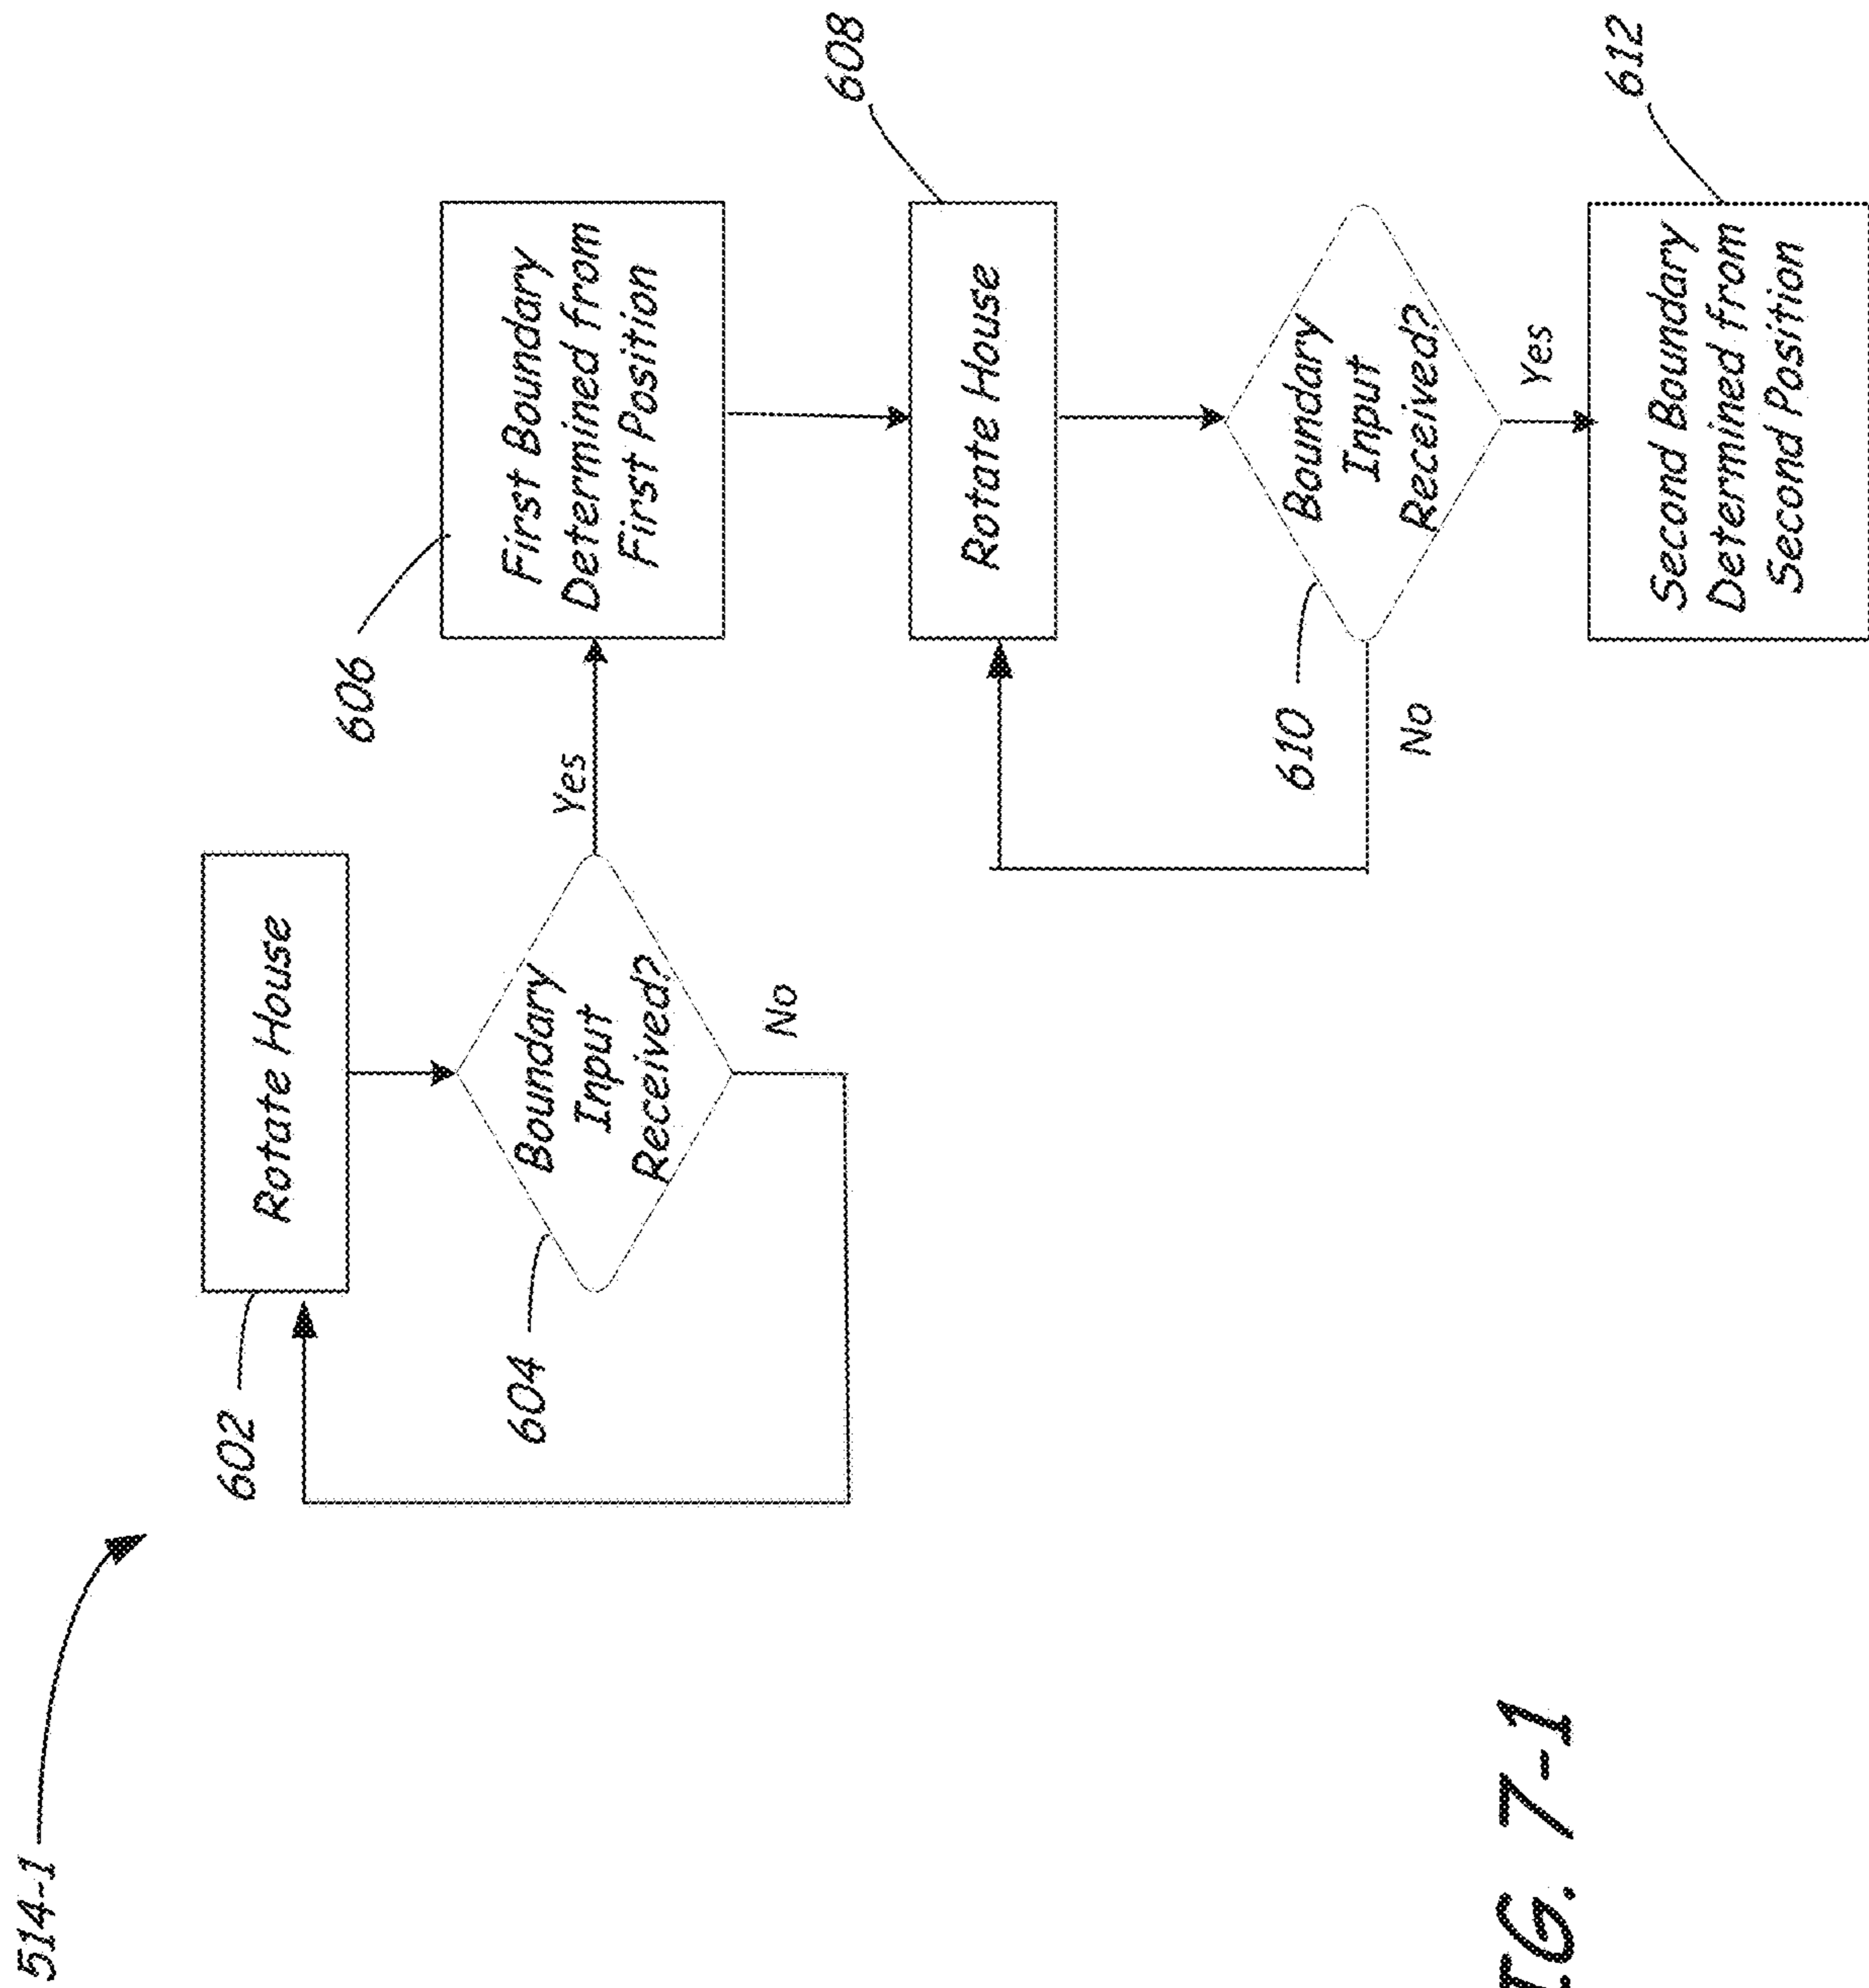 514-1
602
Rotate House
604
Boundary
Input
Received?
No
Yes
606
First Boundary
Determined from
First Position
608
Rotate House
610
Boundary
Input
Received?
No
Yes
612
Second Boundary
Determined from
Second Position
IG. 7-1